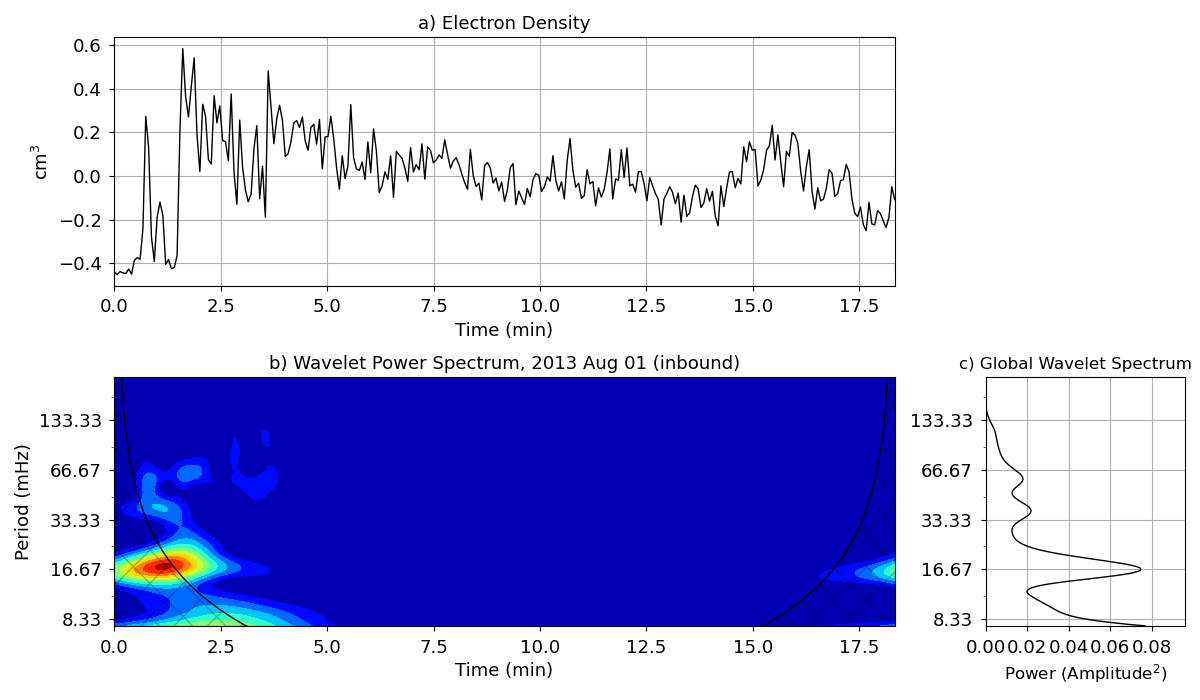 a) Electron Density
cm³
0.6
0.4
0.2
0.0
−0.2
−0.4
0.0 2.5 5.0 7.5 10.0 12.5 15.0 17.5
Time (min)
b) Wavelet Power Spectrum, 2013 Aug 01 (inbound)
Period (mHz)
133.33
66.67
33.33
16.67
8.33
0.0 2.5 5.0 7.5 10.0 12.5 15.0 17.5
Time (min)
c) Global Wavelet Spectrum
133.33
66.67
33.33
16.67
8.33
0.00 0.02 0.04 0.06 0.08
Power (Amplitude²)